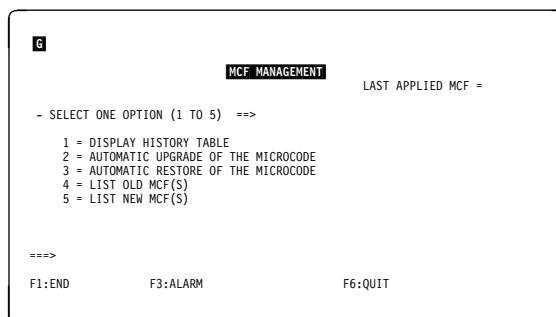 G
MCF MANAGEMENT
LAST APPLIED MCF =
- SELECT ONE OPTION (1 TO 5) ==>
1 = DISPLAY HISTORY TABLE
2 = AUTOMATIC UPGRADE OF THE MICROCODE
3 = AUTOMATIC RESTORE OF THE MICROCODE
4 = LIST OLD MCF(S)
5 = LIST NEW MCF(S)
===>
F1:END F3:ALARM F6:QUIT